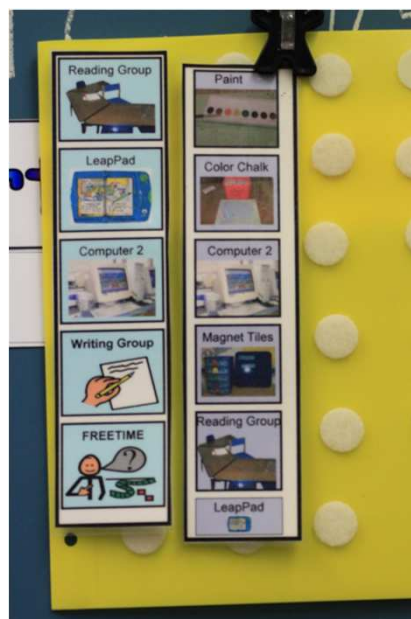 Reading Group
LeapPad
Computer 2
Writing Group
FREETIME
Paint
Color Chalk
Computer 2
Magnet Tiles
Reading Group
LeapPad